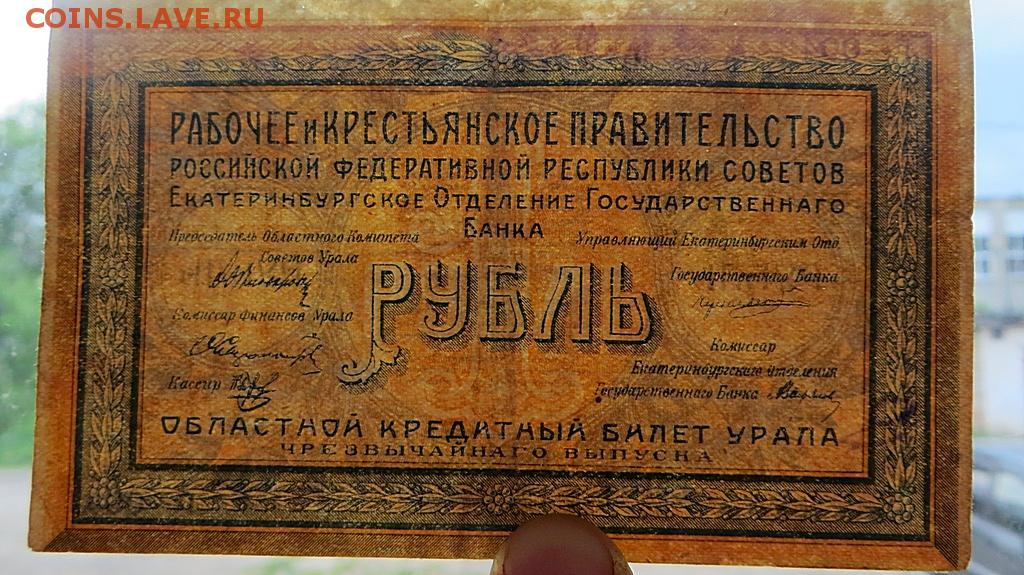 COINS.LAVE.RU
РАБОЧЕЕ и КРЕСТЬЯНСКОЕ ПРАВИТЕЛЬСТВО
РОССИЙСКОЙ ФЕДЕРАТИВНОЙ РЕСПУБЛИКИ СОВЕТОВ
ЕКАТЕРИНБУРГСКОЕ ОТДЕЛЕНИЕ ГОСУДАРСТВЕННАГО
БАНКА
Председатель Областного Комитета
Советов Урала
Комиссар Финансов Урала
Кассир
РУБЛЬ
Управляющий Екатеринбургским Отд.
Государственнаго Банка
Комиссар
Екатеринбургскаго отделения
Государственнаго Банка
ОБЛАСТНОЙ КРЕДИТНЫЙ БИЛЕТ УРАЛА
ЧРЕЗВЫЧАЙНАГО ВЫПУСКА